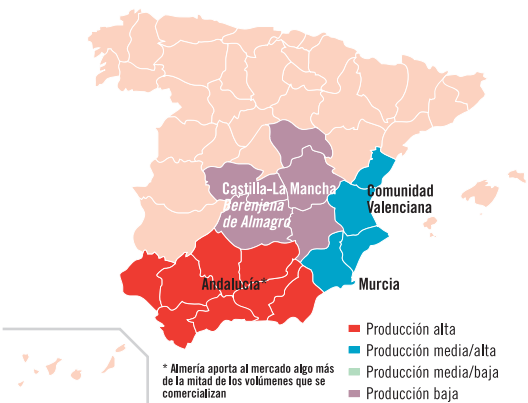 Castilla-La Mancha
Berenjena
de Almagro
Comunidad
Valenciana
Andalucía*
Murcia
* Almería aporta al mercado algo más
de la mitad de los volúmenes que se
comercializan
Producción alta
Producción media/alta
Producción media/baja
Producción baja